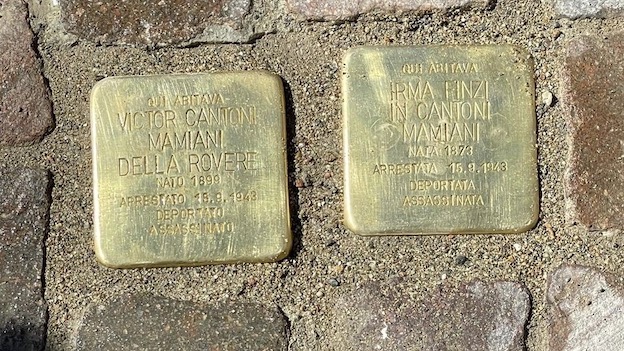 QUI ABITAVA
VICTOR CANTONI
MAMIANI
DELLA ROVERE
NATO 1899
ARRESTATO 15.9.1943
DEPORTATO
ASSASSINATO
QUI ABITAVA
IRMA FINZI
IN CANTONI
MAMIANI
NATA 1873
ARRESTATA 15.9.1943
DEPORTATA
ASSASSINATA